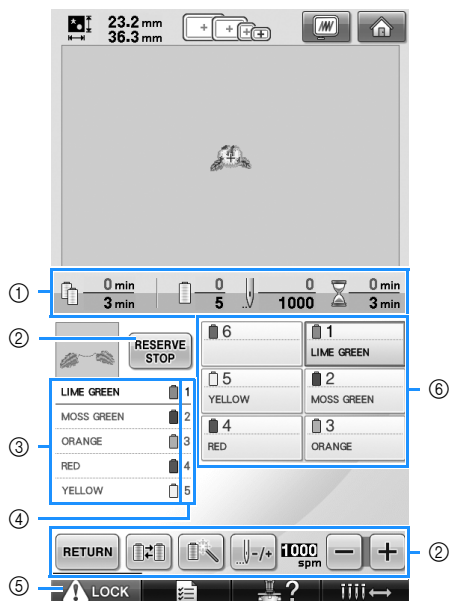 23.2 mm
36.3 mm
① 0 min 0 0 0 min
3 min 5 1000 3 min
② RESERVE STOP
6
1 LIME GREEN
5 YELLOW
2 MOSS GREEN
4 RED
3 ORANGE
⑥
③ LIME GREEN 1
MOSS GREEN 2
ORANGE 3
RED 4
YELLOW 5
④
RETURN -/+ 1000 spm − + ②
⑤ LOCK ?